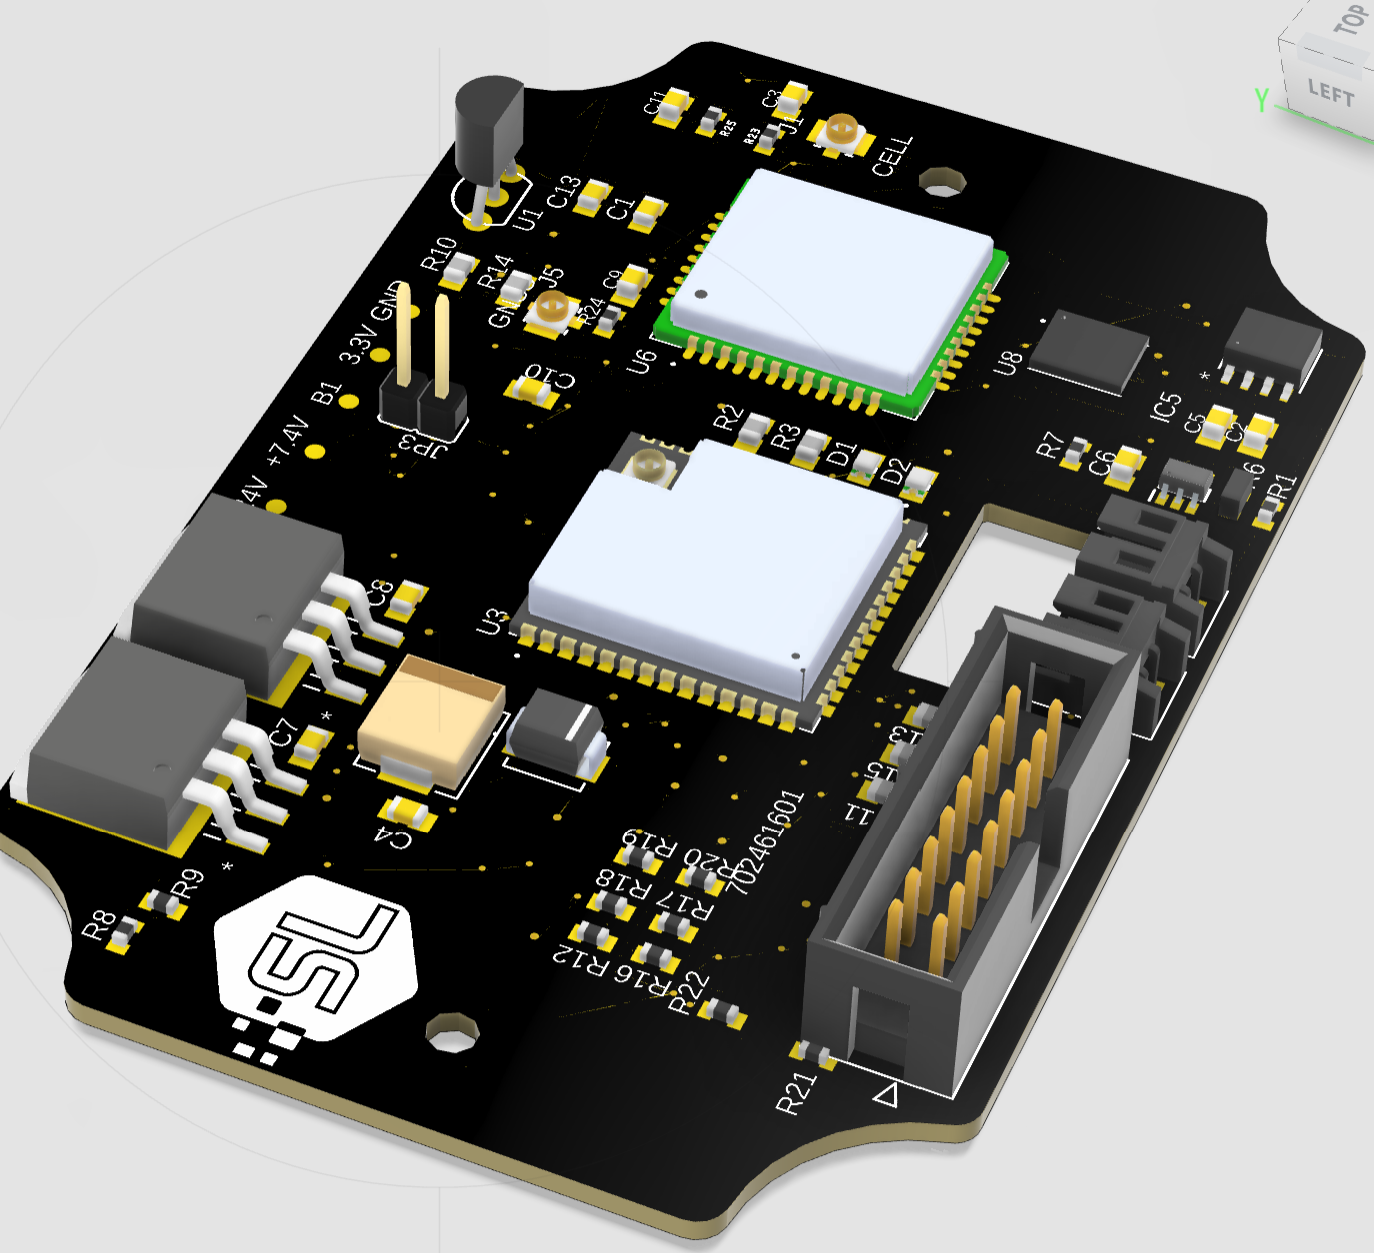 TOP
LEFT
Y
C11
R25
C3
R23
J1
CELL
U1
C13
C1
R10
R14
J5
C9
R24
GND
GND
3.3V
B1
+7.4V
JP3
C10
U6
U8
*
IC5
C5
C2
R7
C6
R1
R2
R3
D1
D2
U3
C8
*
C7
*
C4
R9
R8
SL
R19
R20
R18
R17
R12
R16
R22
R21
702461601